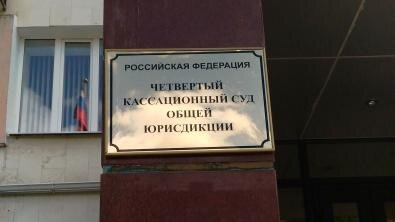 РОССИЙСКАЯ ФЕДЕРАЦИЯ
ЧЕТВЕРТЫЙ
КАССАЦИОННЫЙ СУД
ОБЩЕЙ
ЮРИСДИКЦИИ